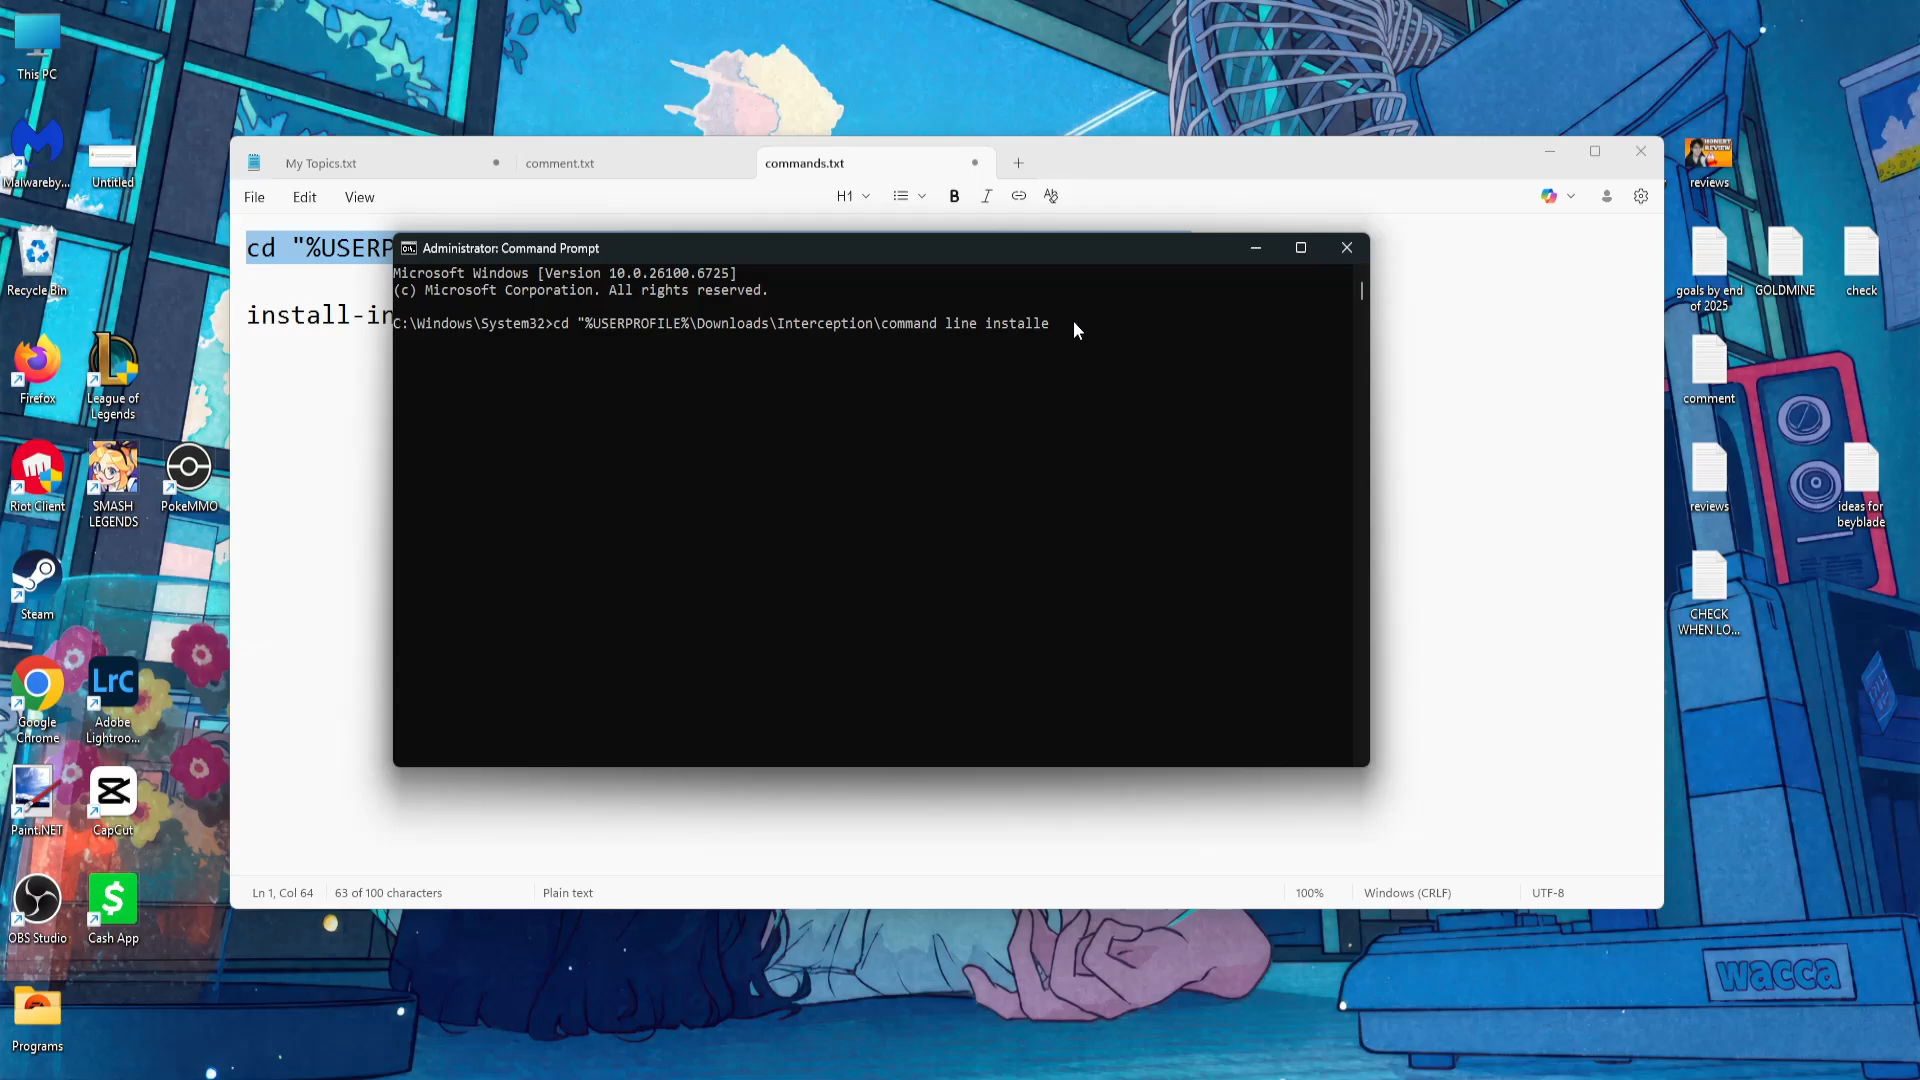 This PC
Malwareby...
Untitled
Recycle Bin
Firefox
League of
Legends
Riot Client
SMASH
LEGENDS
PokeMMO
Steam
Google
Chrome
LrC
Adobe
Lightroo...
Paint.NET
CapCut
OBS Studio
Cash App
Programs
My Topics.txt
comment.txt
commands.txt
File
Edit
View
H1
cd "%USERP
install-in
Administrator: Command Prompt
Microsoft Windows [Version 10.0.26100.6725]
(c) Microsoft Corporation. All rights reserved.
C:\Windows\System32>cd "%USERPROFILE%\Downloads\Interception\command line installe
Ln 1, Col 64
63 of 100 characters
Plain text
100%
Windows (CRLF)
UTF-8
HONEST
REVIEW
reviews
goals by end
of 2025
GOLDMINE
check
comment
reviews
ideas for
beyblade
CHECK
WHEN LO...
wacca